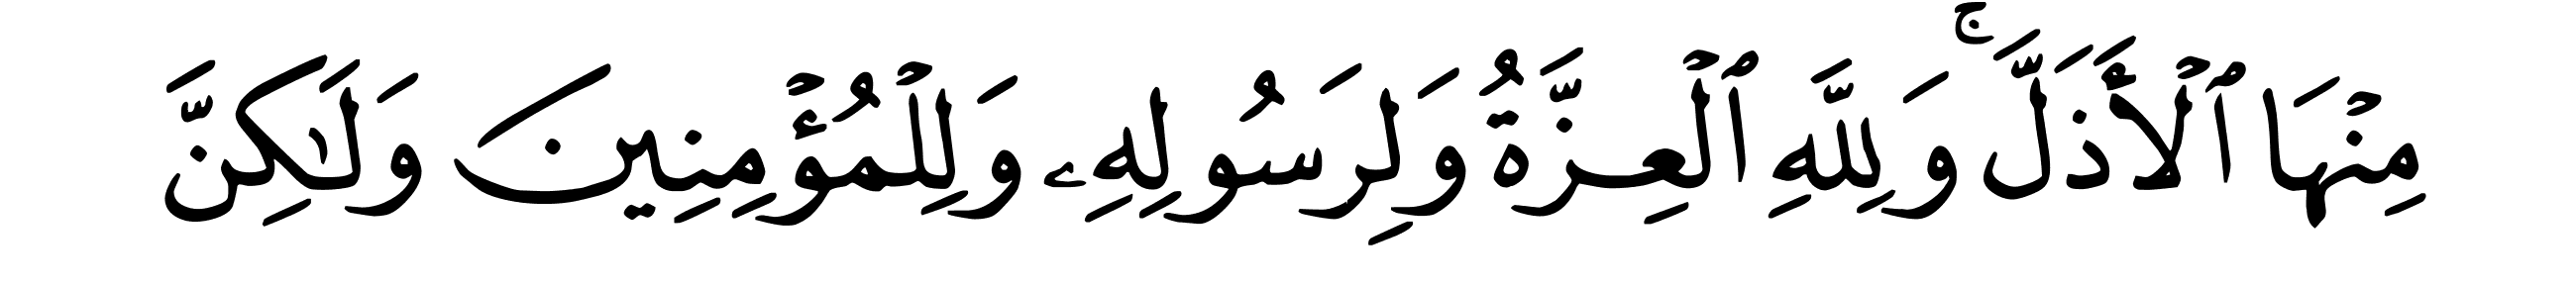 مِنْهَا ٱلْأَذَلَّ ۚ وَلِلَّهِ ٱلْعِزَّةُ وَلِرَسُولِهِۦ وَلِلْمُؤْمِنِينَ وَلَٰكِنَّ